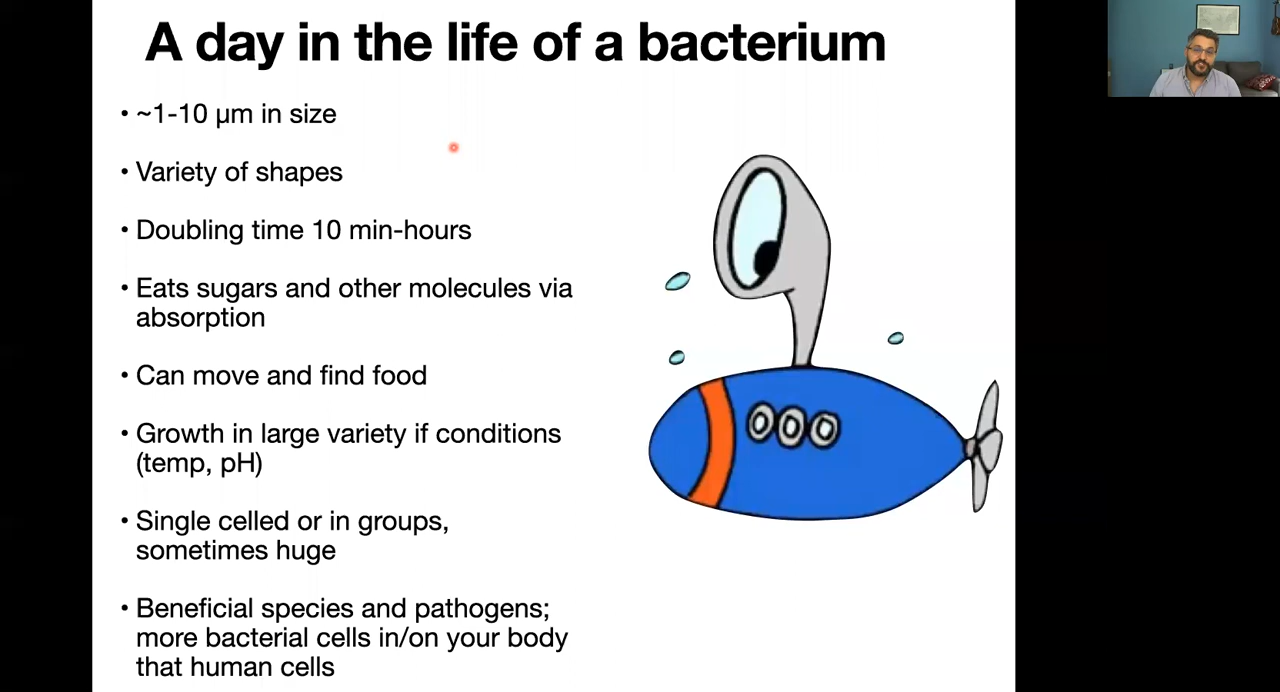 A day in the life of a bacterium
• ~1-10 µm in size
• Variety of shapes
• Doubling time 10 min-hours
• Eats sugars and other molecules via
absorption
• Can move and find food
• Growth in large variety if conditions
(temp, pH)
• Single celled or in groups,
sometimes huge
• Beneficial species and pathogens;
more bacterial cells in/on your body
that human cells